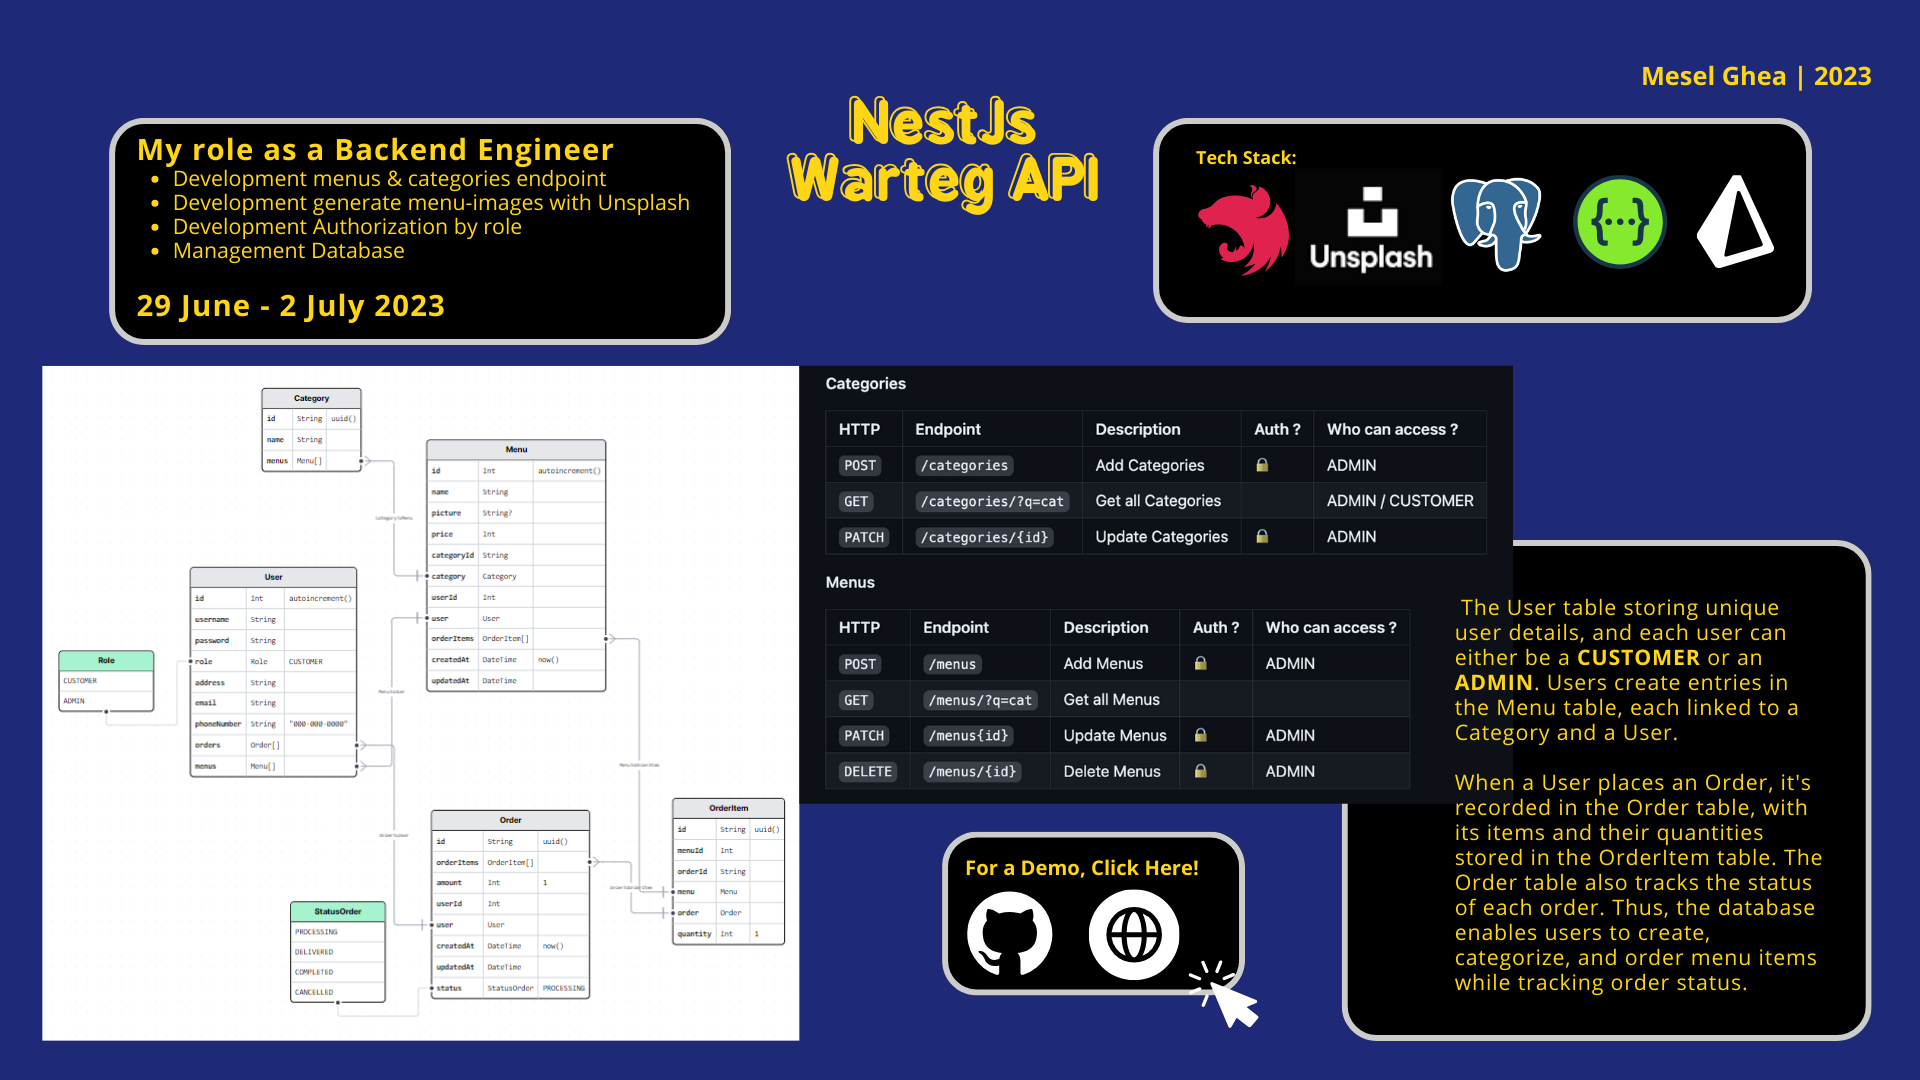 Mesel Ghea | 2023
NestJs
Warteg API
My role as a Backend Engineer
Development menus & categories endpoint
Development generate menu-images with Unsplash
Development Authorization by role
Management Database
29 June - 2 July 2023
Tech Stack:
Unsplash
{···}
Category
id String uuid()
name String
menus Menu[]
CategoryToMenu
Menu
id Int autoincrement()
name String
picture String?
price Int
categoryId String
category Category
userId Int
user User
orderItems OrderItem[]
createdAt DateTime now()
updatedAt DateTime
User
id Int autoincrement()
username String
password String
role Role CUSTOMER
address String
email String
phoneNumber String "000-000-0000"
orders Order[]
menus Menu[]
Role
CUSTOMER
ADMIN
MenuToUser
MenuToOrderItem
OrderToUser
Order
id String uuid()
orderItems OrderItem[]
amount Int 1
userId Int
user User
createdAt DateTime now()
updatedAt DateTime
status StatusOrder PROCESSING
OrderToOrderItem
OrderItem
id String uuid()
menuId Int
orderId String
menu Menu
order Order
quantity Int 1
StatusOrder
PROCESSING
DELIVERED
COMPLETED
CANCELLED
Categories
HTTP Endpoint Description Auth ? Who can access ?
POST /categories Add Categories 🔒 ADMIN
GET /categories/?q=cat Get all Categories ADMIN / CUSTOMER
PATCH /categories/{id} Update Categories 🔒 ADMIN
Menus
HTTP Endpoint Description Auth ? Who can access ?
POST /menus Add Menus 🔒 ADMIN
GET /menus/?q=cat Get all Menus
PATCH /menus{id} Update Menus 🔒 ADMIN
DELETE /menus/{id} Delete Menus 🔒 ADMIN
For a Demo, Click Here!
The User table storing unique
user details, and each user can
either be a CUSTOMER or an
ADMIN. Users create entries in
the Menu table, each linked to a
Category and a User.
When a User places an Order, it's
recorded in the Order table, with
its items and their quantities
stored in the OrderItem table. The
Order table also tracks the status
of each order. Thus, the database
enables users to create,
categorize, and order menu items
while tracking order status.